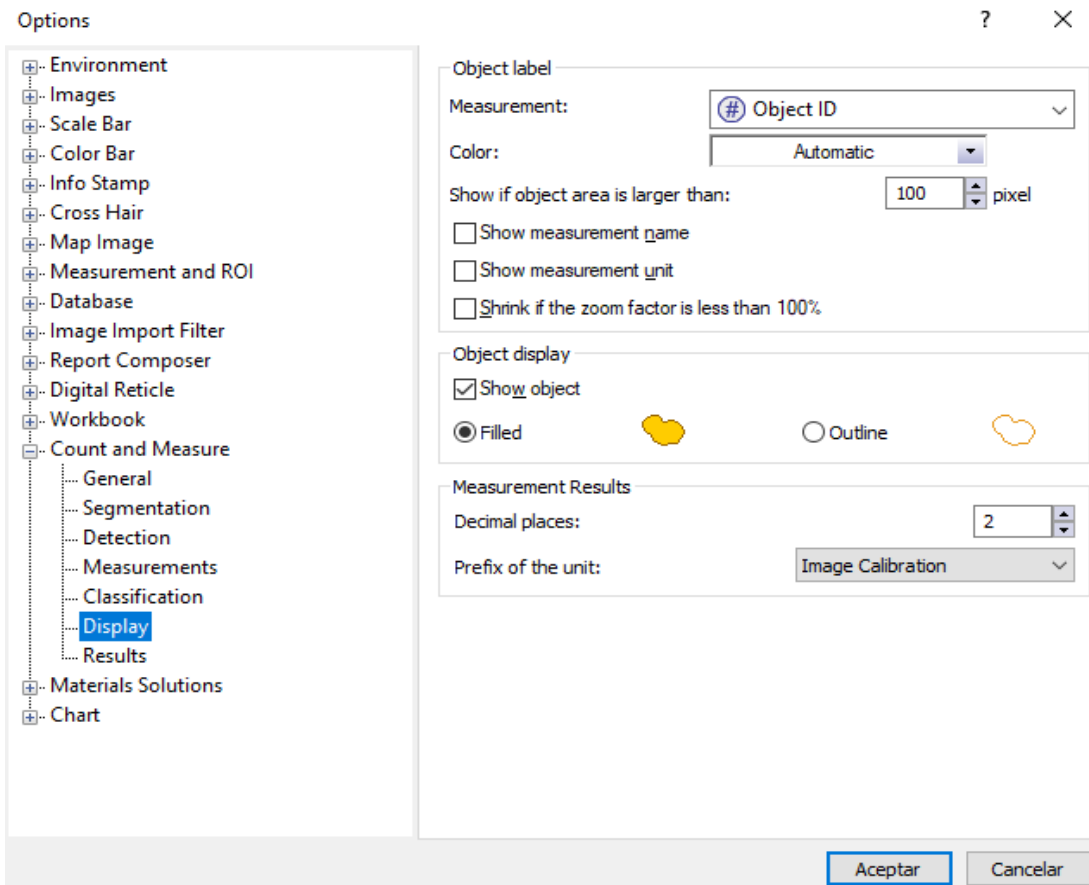 Options
Environment
Images
Scale Bar
Color Bar
Info Stamp
Cross Hair
Map Image
Measurement and ROI
Database
Image Import Filter
Report Composer
Digital Reticle
Workbook
Count and Measure
General
Segmentation
Detection
Measurements
Classification
Display
Results
Materials Solutions
Chart
Object label
Measurement: # Object ID
Color: Automatic
Show if object area is larger than: 100 pixel
Show measurement name
Show measurement unit
Shrink if the zoom factor is less than 100%
Object display
Show object
Filled Outline
Measurement Results
Decimal places: 2
Prefix of the unit: Image Calibration
Aceptar Cancelar